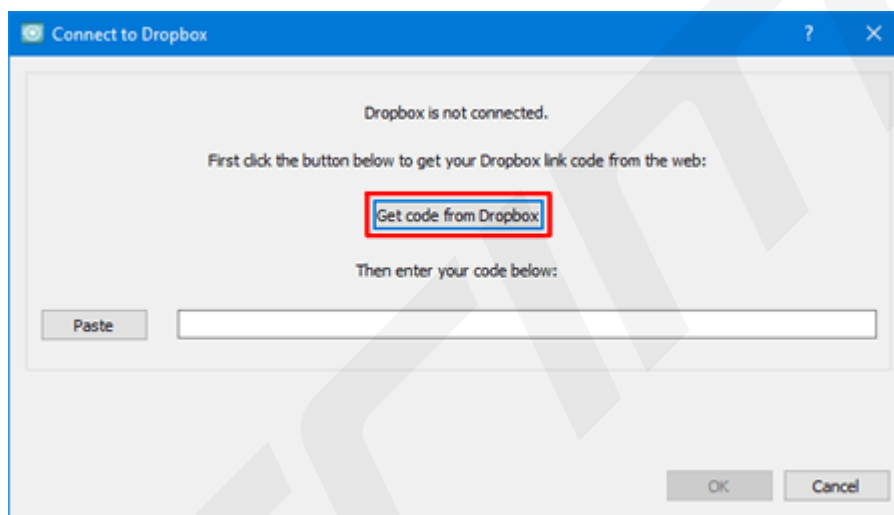 Connect to Dropbox
Dropbox is not connected.
First click the button below to get your Dropbox link code from the web:
Get code from Dropbox
Then enter your code below:
Paste
OK
Cancel